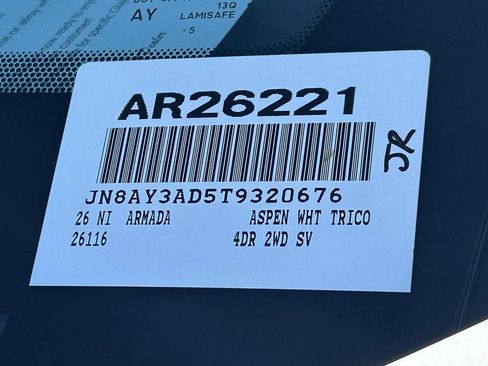 13Q
AY LAMISAFE
- 5
AR26221
JN8AY3AD5T9320676
JR
26 NI ARMADA ASPEN WHT TRICO
26116 4DR 2WD SV